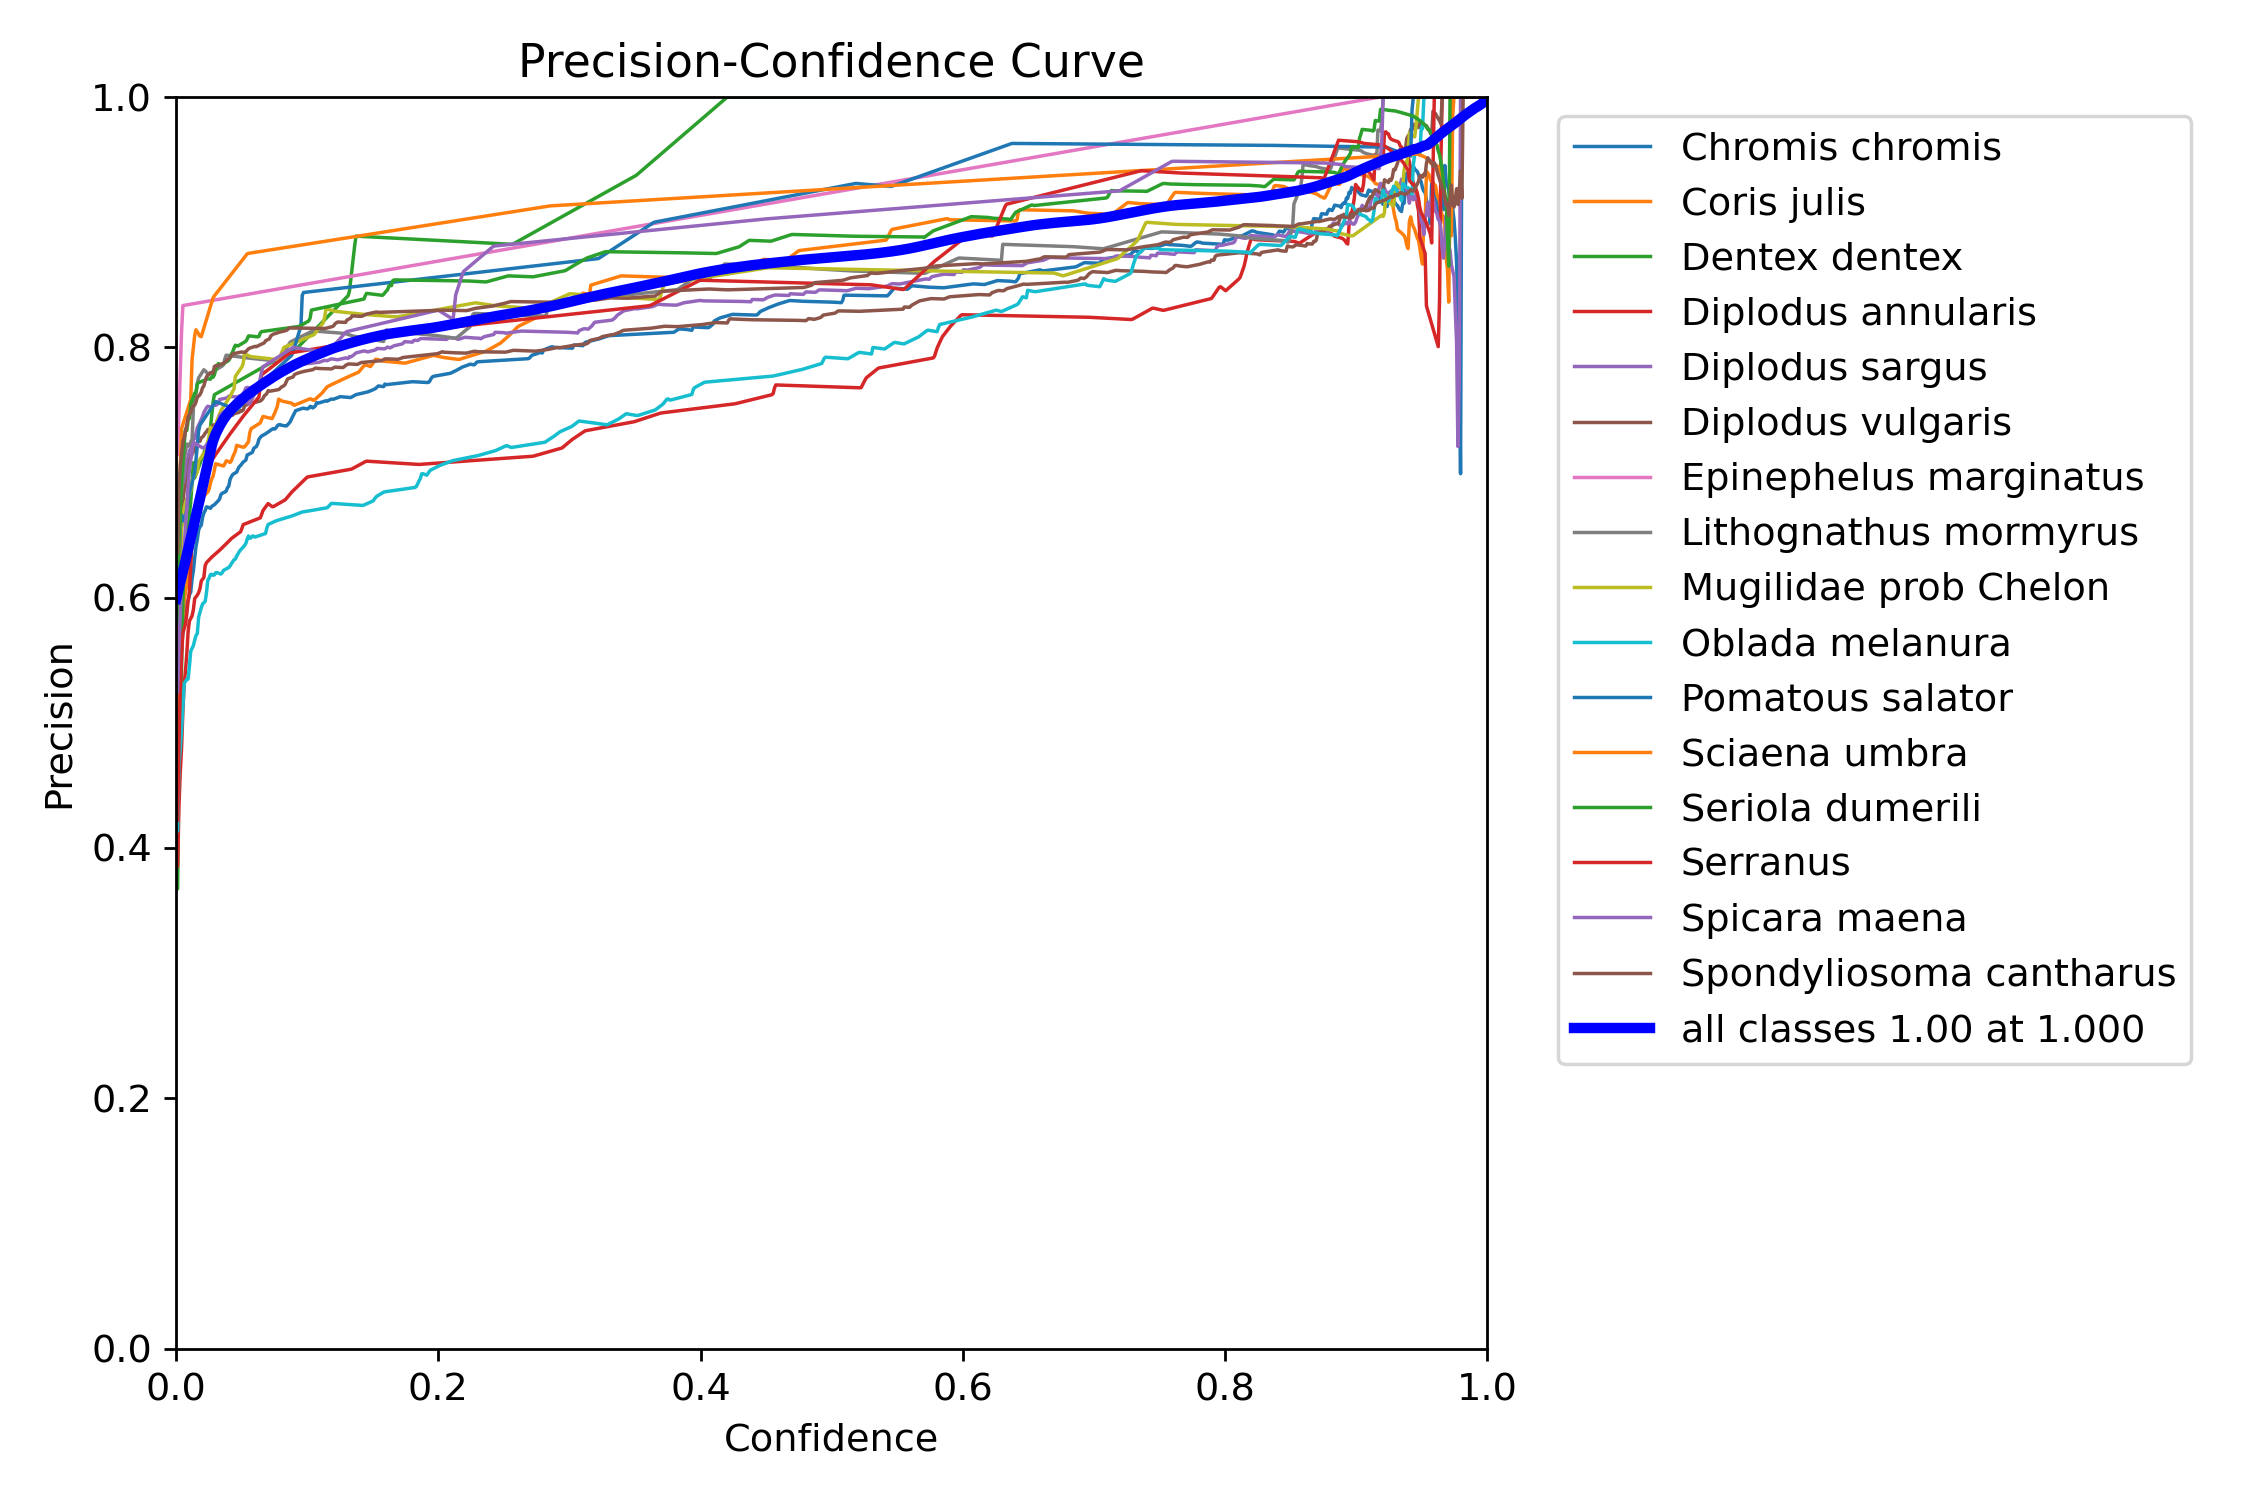 Precision-Confidence Curve
1.0
0.8
0.6
0.4
0.2
0.0
Precision
0.0 0.2 0.4 0.6 0.8 1.0
Confidence
Chromis chromis
Coris julis
Dentex dentex
Diplodus annularis
Diplodus sargus
Diplodus vulgaris
Epinephelus marginatus
Lithognathus mormyrus
Mugilidae prob Chelon
Oblada melanura
Pomatous salator
Sciaena umbra
Seriola dumerili
Serranus
Spicara maena
Spondyliosoma cantharus
all classes 1.00 at 1.000